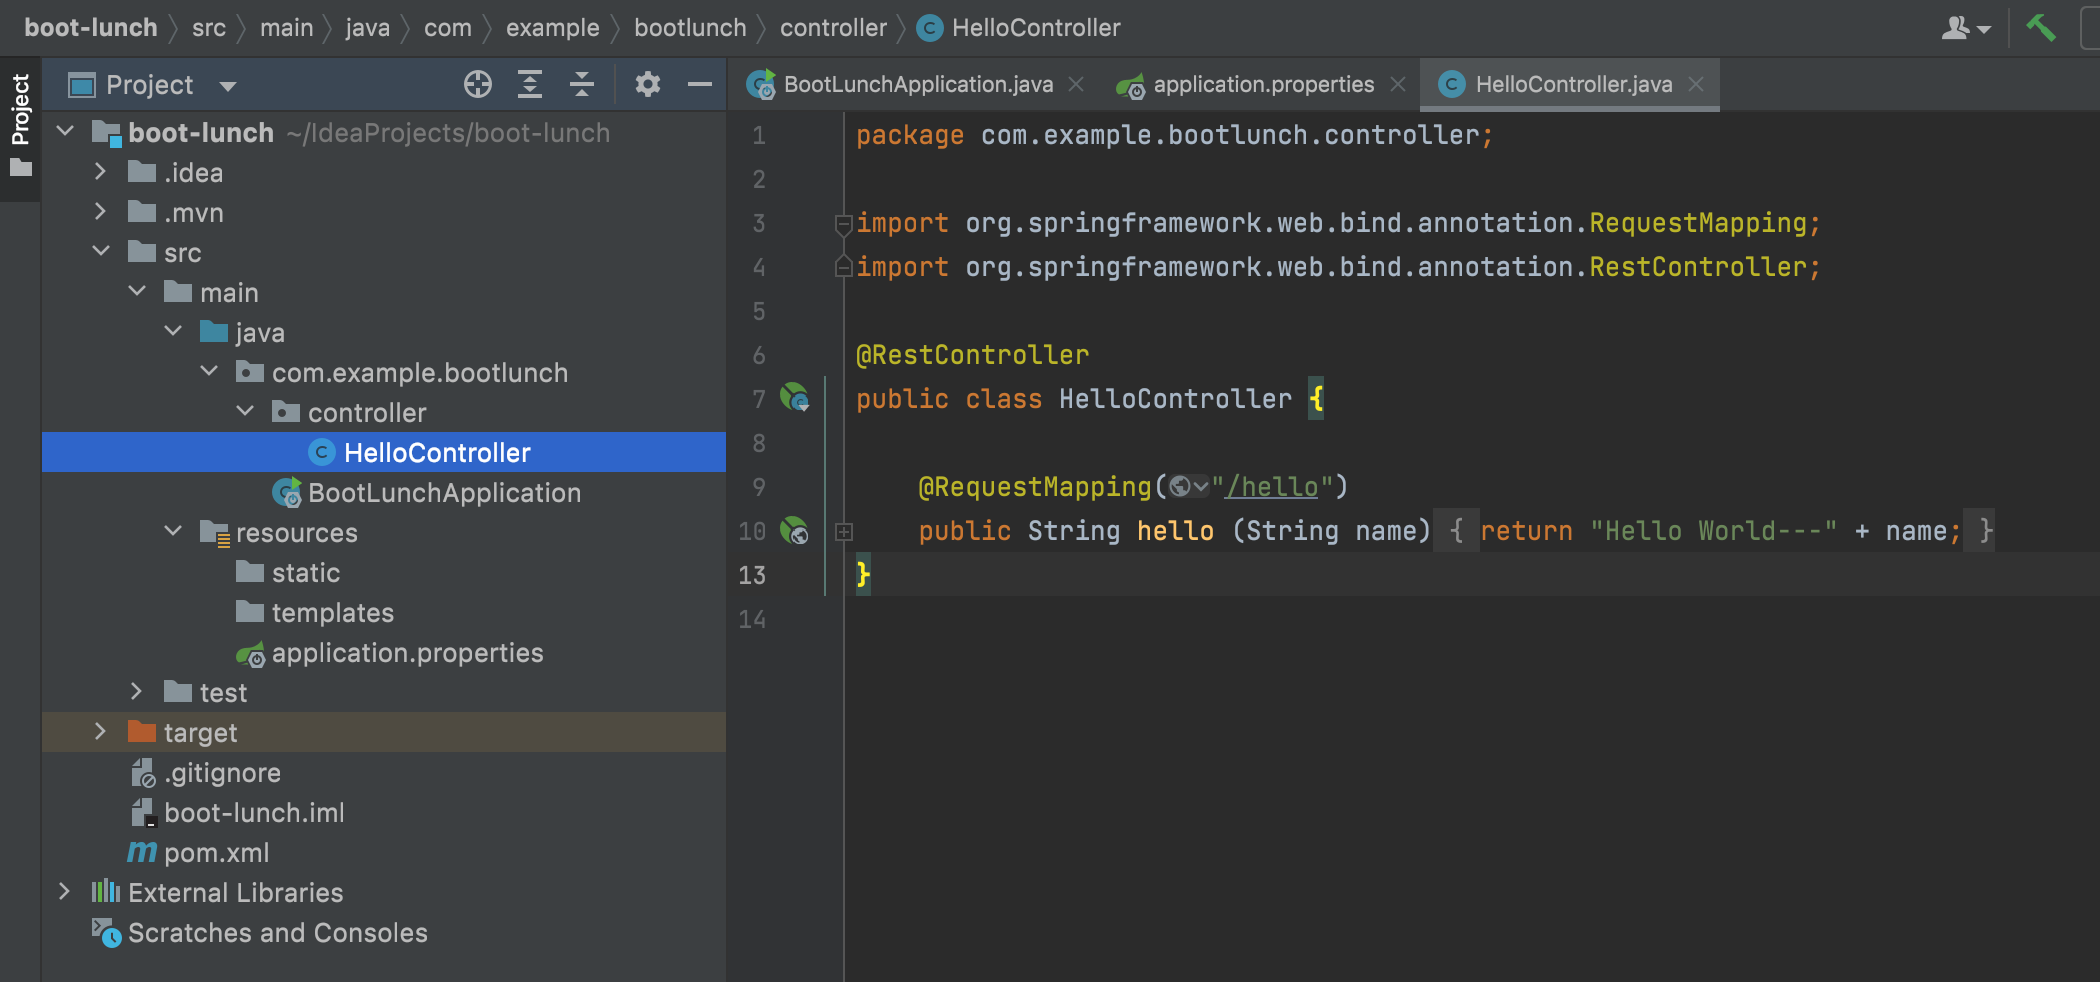 boot-lunch src main java com example bootlunch controller HelloController
Project
Project
boot-lunch ~/IdeaProjects/boot-lunch
.idea
.mvn
src
main
java
com.example.bootlunch
controller
HelloController
BootLunchApplication
resources
static
templates
application.properties
test
target
.gitignore
boot-lunch.iml
pom.xml
External Libraries
Scratches and Consoles
BootLunchApplication.java application.properties HelloController.java
1 package com.example.bootlunch.controller;
2
3 import org.springframework.web.bind.annotation.RequestMapping;
4 import org.springframework.web.bind.annotation.RestController;
5
6 @RestController
7 public class HelloController {
8
9 @RequestMapping("/hello")
10 public String hello (String name) { return "Hello World---" + name; }
13 }
14